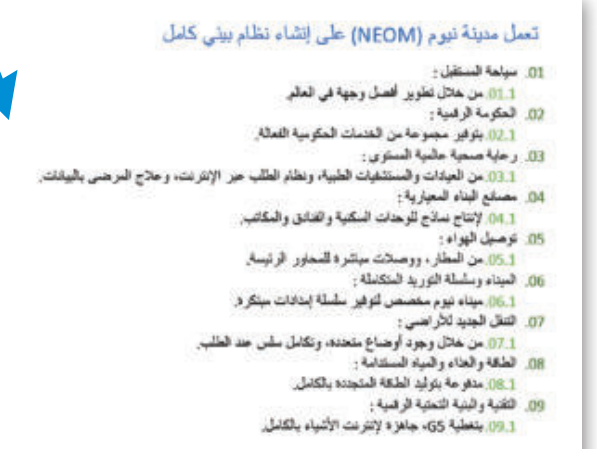 تعمل مدينة نيوم (NEOM) على إنشاء نظام بيئي كامل
01. سياحة المستقبل :
01.1. من خلال تطوير أفضل وجهة في العالم.
02. الحكومة الرقمية :
02.1. بتوفير مجموعة من الخدمات الحكومية الفعالة.
03. رعاية صحية عالمية المستوى :
03.1. من العيادات والمستشفيات الطبية، ونظام الطلب عبر الإنترنت، وعلاج المرضى بالبيانات.
04. مصانع البناء المعيارية :
04.1. لإنتاج نماذج للوحدات السكنية والفنادق والمكاتب.
05. توصيل الهواء :
05.1. من المطار، ووصلات مباشرة للمحاور الرئيسة.
06. الميناء وسلسلة التوريد المتكاملة :
06.1. ميناء نيوم مخصص لتوفير سلسلة إمدادات مبتكرة.
07. التنقل الجديد للأراضي :
07.1. من خلال وجود أوضاع متعددة، وتكامل سلس عند الطلب.
08. الطاقة والغذاء والمياه المستدامة :
08.1. مدفوعة بتوليد الطاقة المتجددة بالكامل.
09. التقنية والبنية التحتية الرقمية :
09.1. بتغطية G5، جاهزة لإنترنت الأشياء بالكامل.